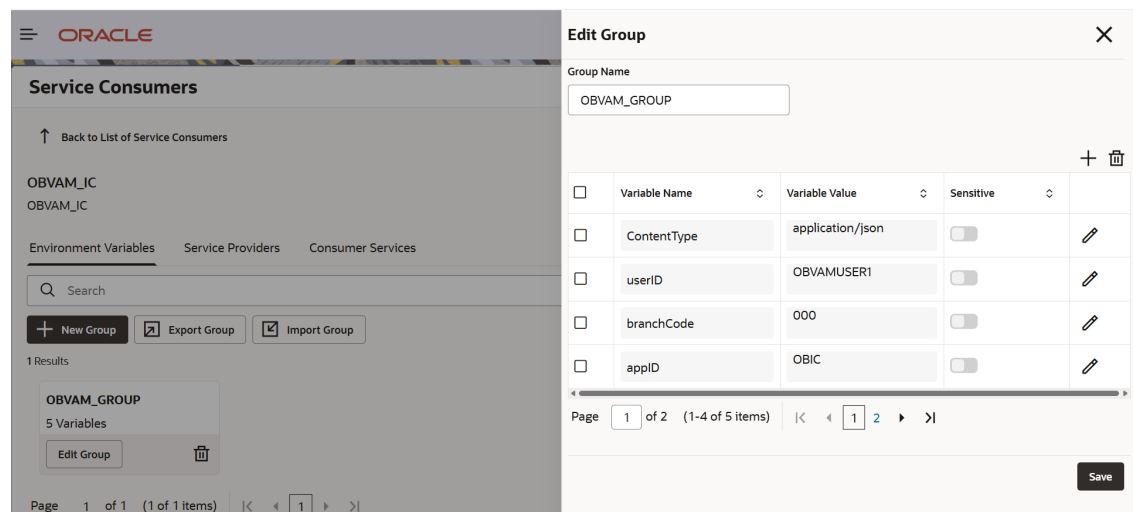 ORACLE
Service Consumers
Back to List of Service Consumers
OBVAM_IC
OBVAM_IC
Environment Variables Service Providers Consumer Services
Search
New Group Export Group Import Group
1 Results
OBVAM_GROUP
5 Variables
Edit Group
Page 1 of 1 (1 of 1 items) 1
Edit Group
Group Name
OBVAM_GROUP
Variable Name Variable Value Sensitive
ContentType application/json
userID OBVAMUSER1
branchCode 000
appID OBIC
Page 1 of 2 (1-4 of 5 items) 1 2
Save